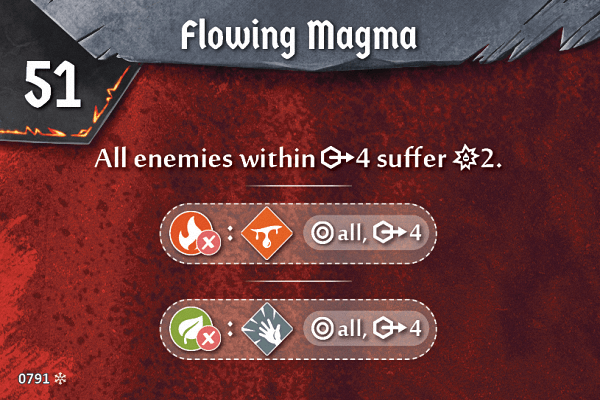 Flowing Magma
51
All enemies within 4 suffer 2.
: all, 4
: all, 4
0791